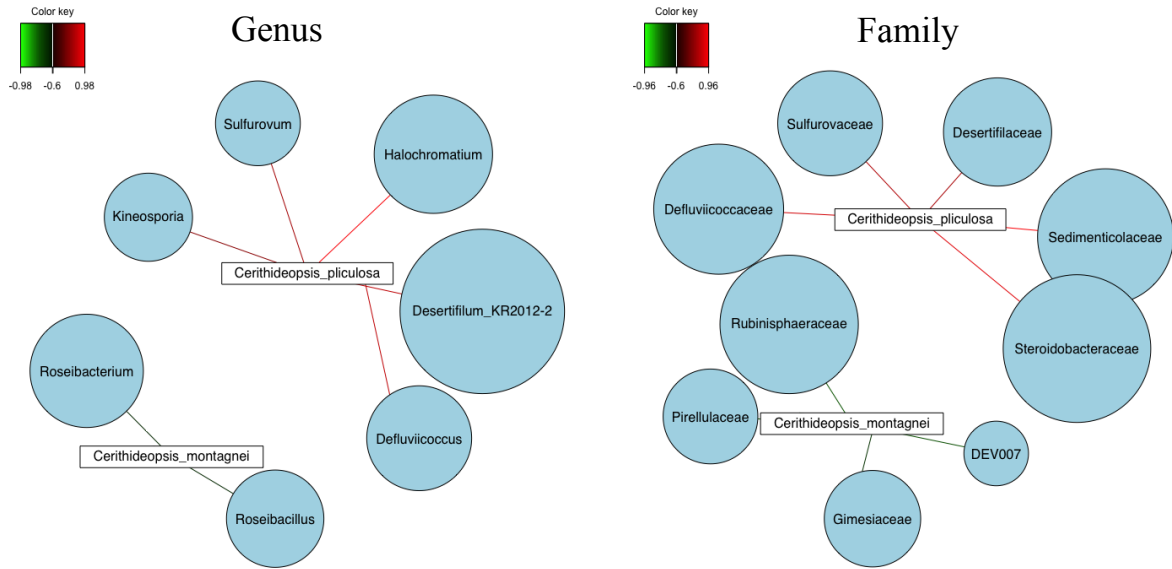 Color key
-0.98 -0.6 0.98
Genus
Sulfurovum
Halochromatium
Kineosporia
Cerithideopsis_pliculosa
Desertifilum_KR2012-2
Roseibacterium
Defluviicoccus
Cerithideopsis_montagnei
Roseibacillus
Color key
-0.96 -0.6 0.96
Family
Sulfurovaceae
Desertifilaceae
Defluviicoccaceae
Cerithideopsis_pliculosa
Sedimenticolaceae
Rubinisphaeraceae
Steroidobacteraceae
Pirellulaceae
Cerithideopsis_montagnei
DEV007
Gimesiaceae